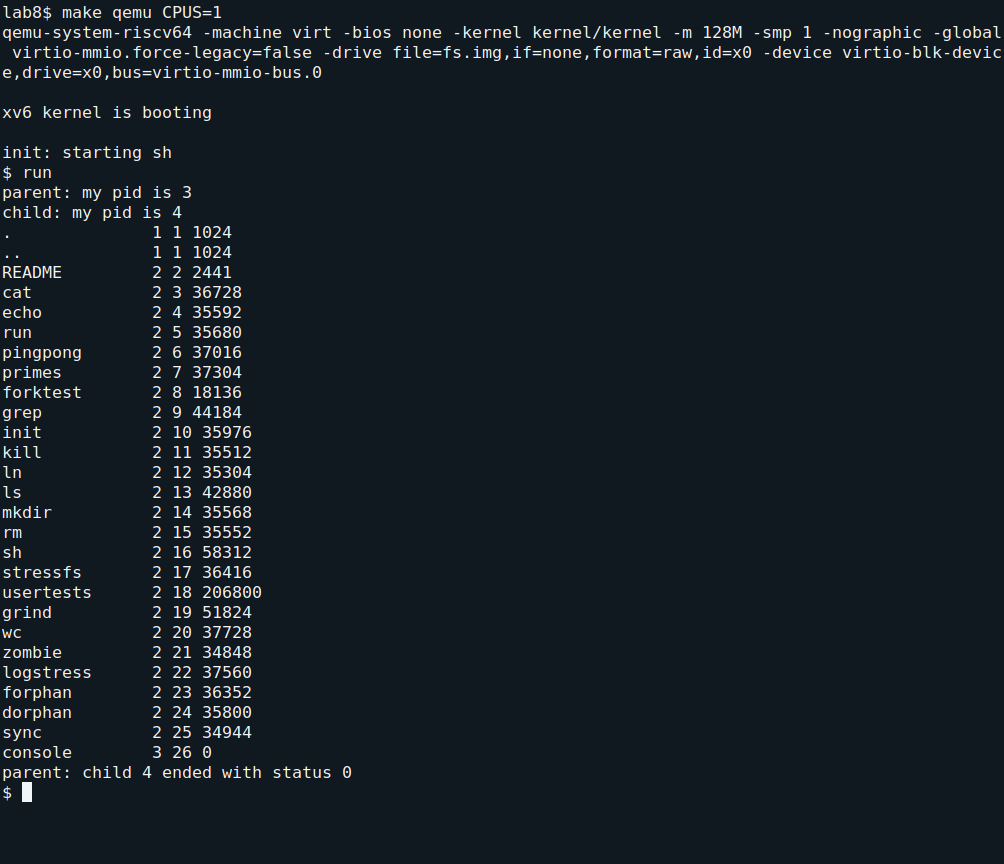 lab8$ make qemu CPUS=1
qemu-system-riscv64 -machine virt -bios none -kernel kernel/kernel -m 128M -smp 1 -nographic -global
 virtio-mmio.force-legacy=false -drive file=fs.img,if=none,format=raw,id=x0 -device virtio-blk-devic
e,drive=x0,bus=virtio-mmio-bus.0

xv6 kernel is booting

init: starting sh
$ run
parent: my pid is 3
child: my pid is 4
.              1 1 1024
..             1 1 1024
README         2 2 2441
cat            2 3 36728
echo           2 4 35592
run            2 5 35680
pingpong       2 6 37016
primes         2 7 37304
forktest       2 8 18136
grep           2 9 44184
init           2 10 35976
kill           2 11 35512
ln             2 12 35304
ls             2 13 42880
mkdir          2 14 35568
rm             2 15 35552
sh             2 16 58312
stressfs       2 17 36416
usertests      2 18 206800
grind          2 19 51824
wc             2 20 37728
zombie         2 21 34848
logstress      2 22 37560
forphan        2 23 36352
dorphan        2 24 35800
sync           2 25 34944
console        3 26 0
parent: child 4 ended with status 0
$